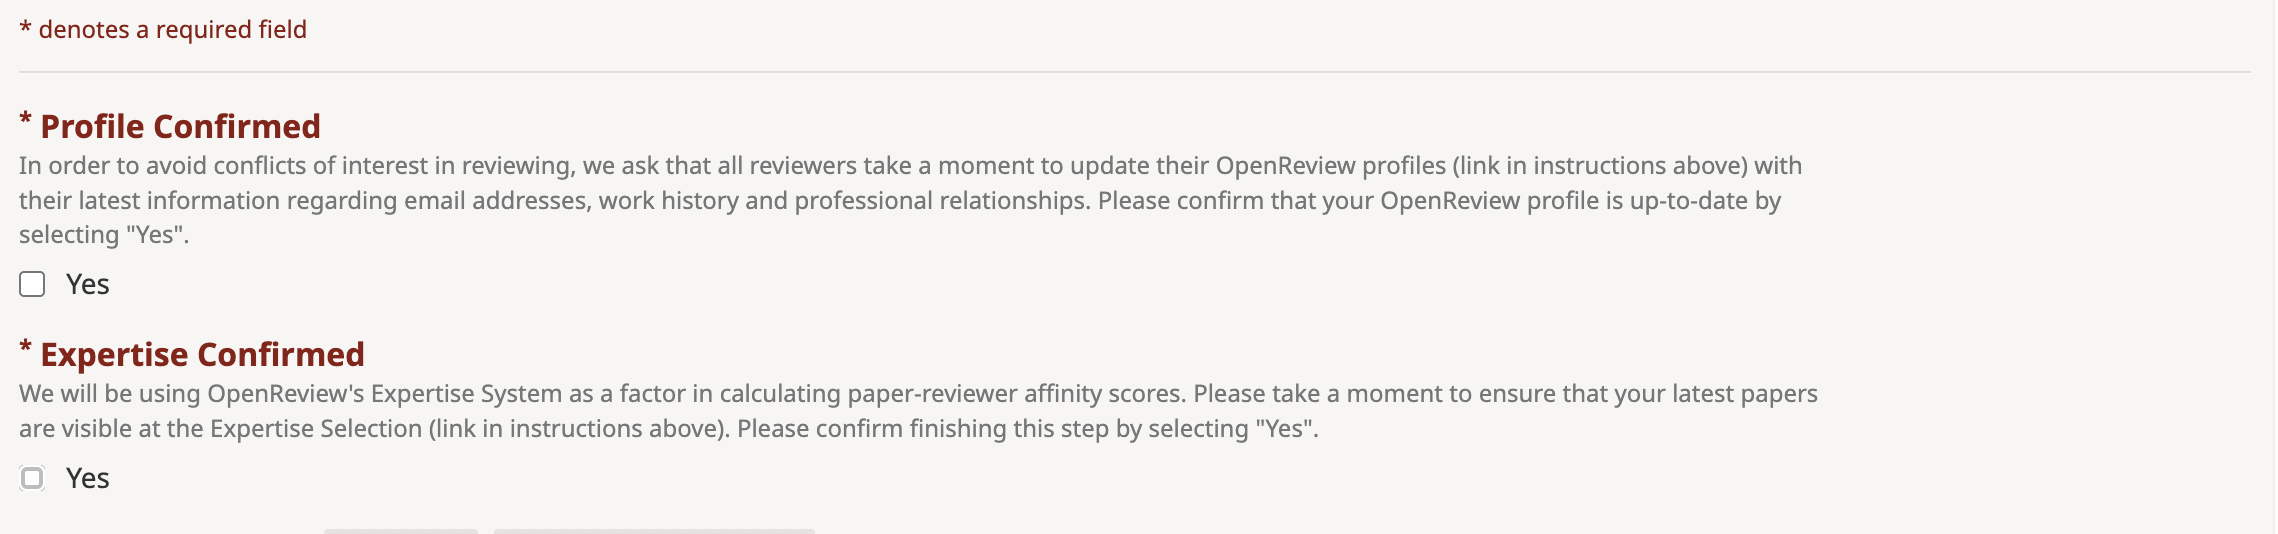 * denotes a required field
* Profile Confirmed
In order to avoid conflicts of interest in reviewing, we ask that all reviewers take a moment to update their OpenReview profiles (link in instructions above) with
their latest information regarding email addresses, work history and professional relationships. Please confirm that your OpenReview profile is up-to-date by
selecting "Yes".
Yes
* Expertise Confirmed
We will be using OpenReview's Expertise System as a factor in calculating paper-reviewer affinity scores. Please take a moment to ensure that your latest papers
are visible at the Expertise Selection (link in instructions above). Please confirm finishing this step by selecting "Yes".
Yes